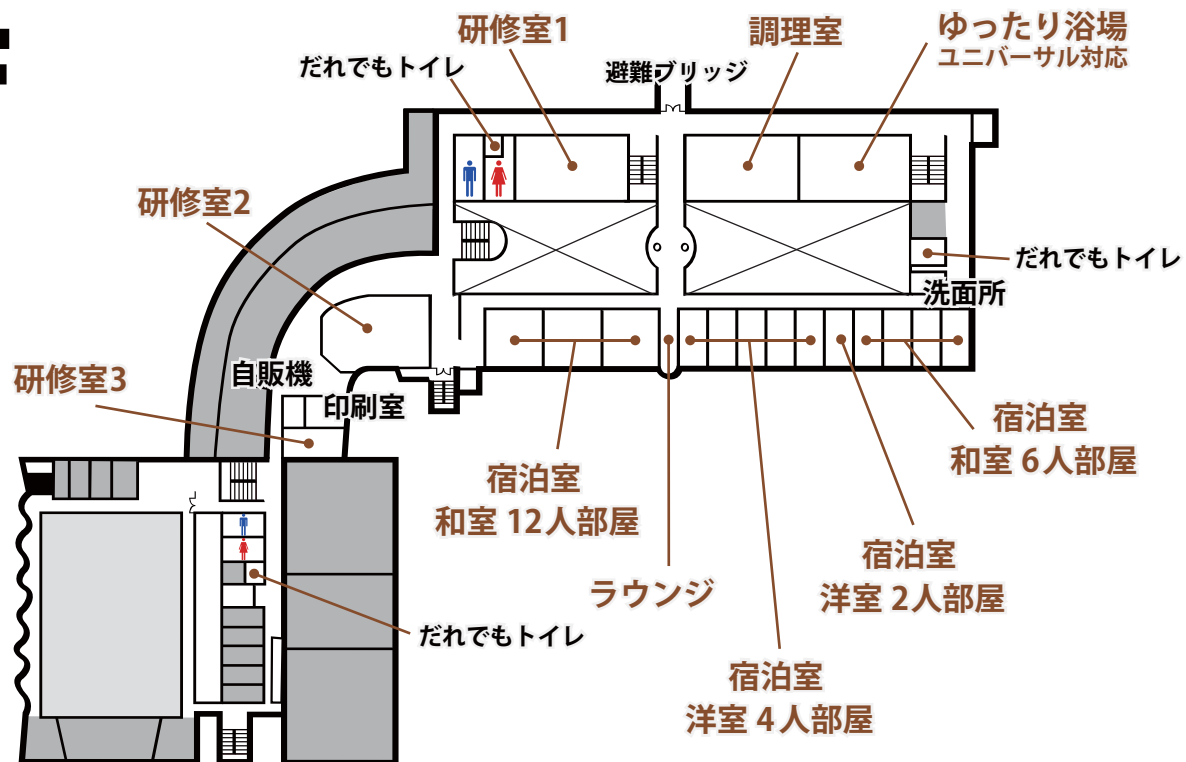 研修室1
調理室
ゆったり浴場
ユニバーサル対応
だれでもトイレ
避難ブリッジ
研修室2
だれでもトイレ
洗面所
自販機
研修室3
印刷室
宿泊室
和室 6人部屋
宿泊室
和室 12人部屋
宿泊室
洋室 2人部屋
ラウンジ
だれでもトイレ
宿泊室
洋室 4人部屋